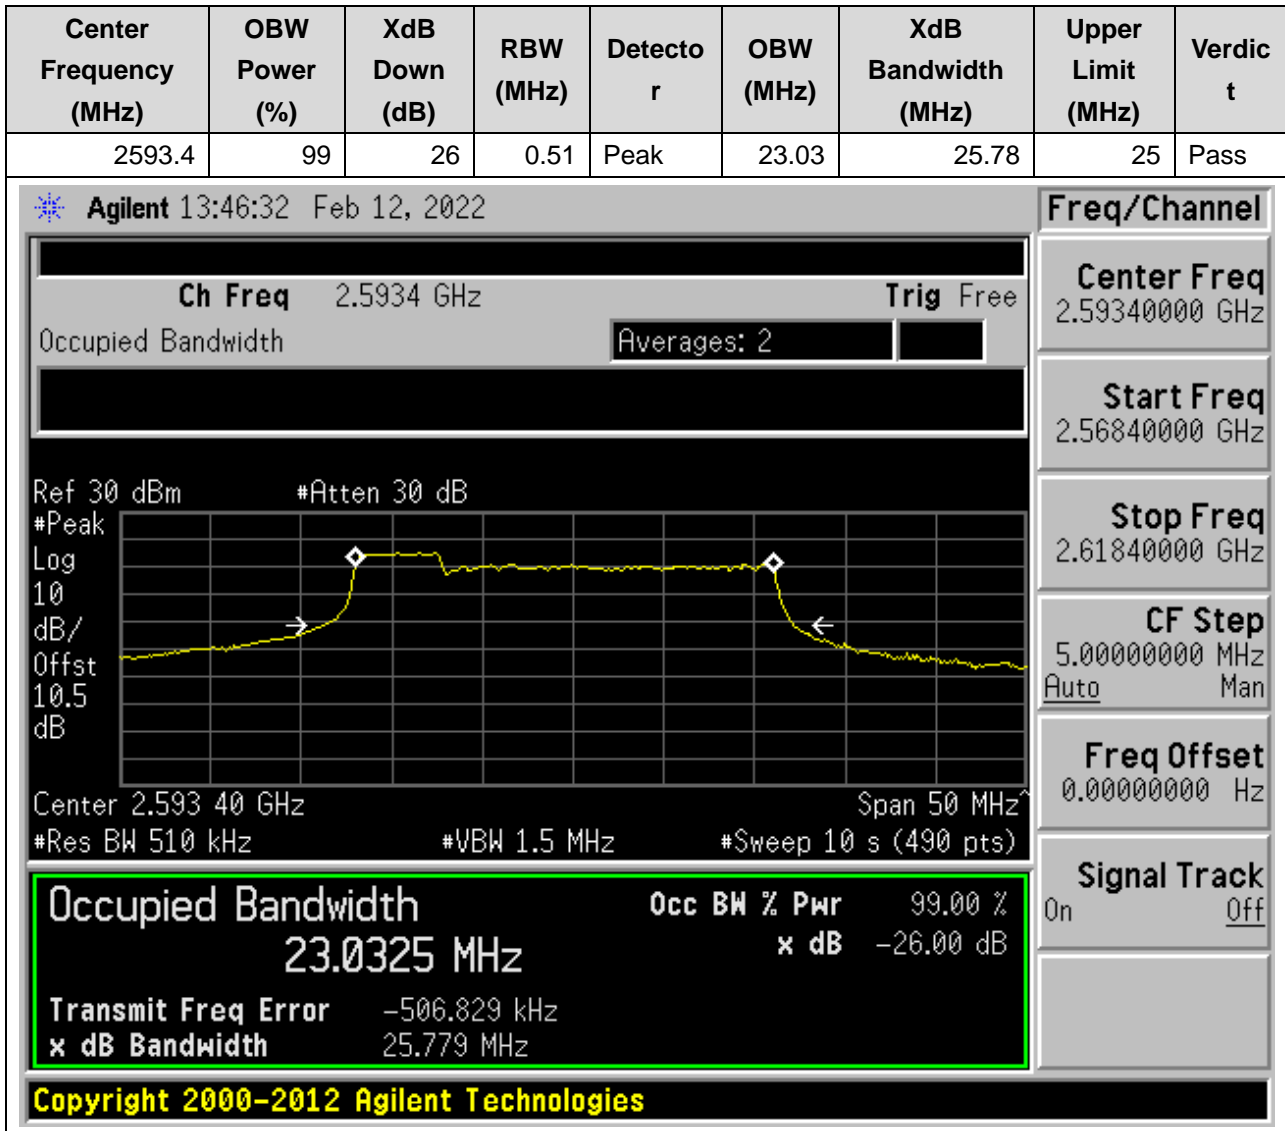 Center Frequency (MHz) OBW Power (%) XdB Down (dB) RBW (MHz) Detecto r OBW (MHz) XdB Bandwidth (MHz) Upper Limit (MHz) Verdic t
2593.4 99 26 0.51 Peak 23.03 25.78 25 Pass
Agilent 13:46:32 Feb 12, 2022
Freq/Channel
Ch Freq 2.5934 GHz Trig Free
Occupied Bandwidth Averages: 2
Center Freq
2.59340000 GHz
Start Freq
2.56840000 GHz
Stop Freq
2.61840000 GHz
CF Step
5.00000000 MHz
Auto Man
Freq Offset
0.00000000 Hz
Signal Track
On Off
Ref 30 dBm #Atten 30 dB
#Peak
Log
10
dB/
Offst
10.5
dB
Center 2.593 40 GHz Span 50 MHz^
#Res BW 510 kHz #VBW 1.5 MHz #Sweep 10 s (490 pts)
Occupied Bandwidth Occ BW % Pwr 99.00 %
23.0325 MHz x dB -26.00 dB
Transmit Freq Error -506.829 kHz
x dB Bandwidth 25.779 MHz
Copyright 2000-2012 Agilent Technologies